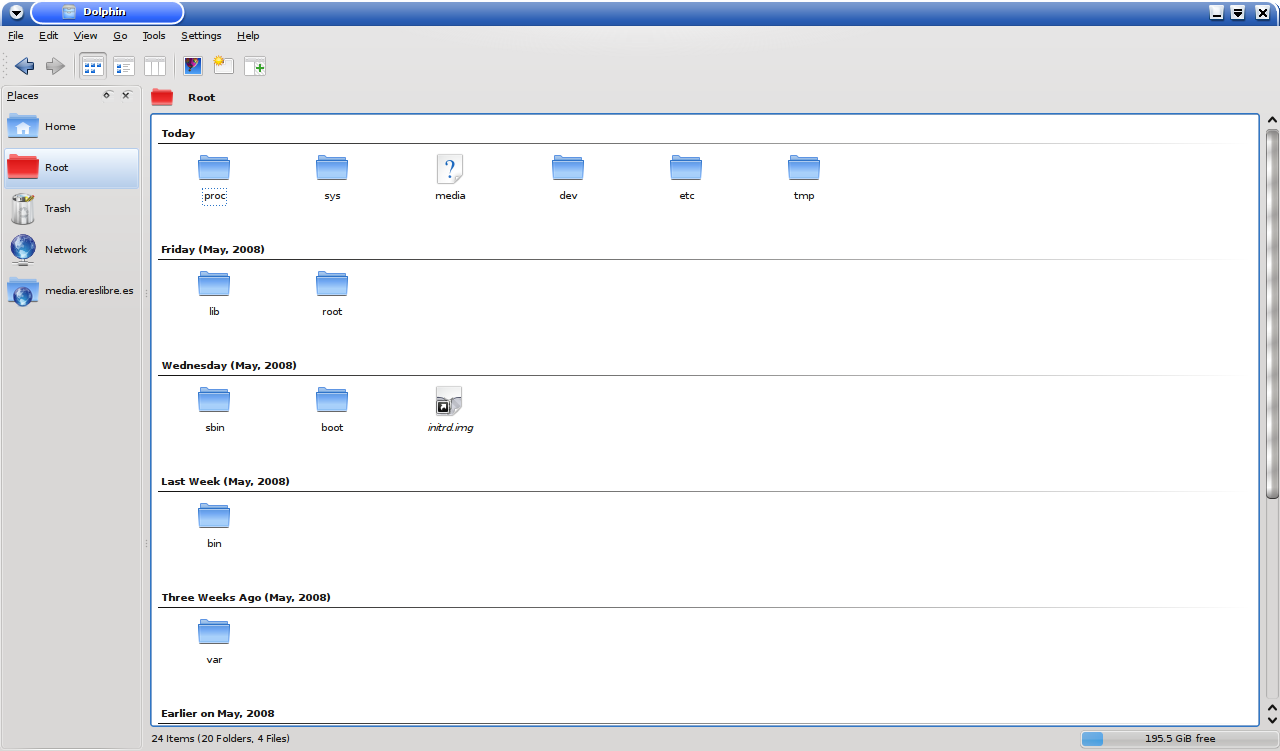 Dolphin
File Edit View Go Tools Settings Help
Places
Root
Home
Root
Trash
Network
media.ereslibre.es
Today
proc sys media dev etc tmp
Friday (May, 2008)
lib root
Wednesday (May, 2008)
sbin boot initrd.img
Last Week (May, 2008)
bin
Three Weeks Ago (May, 2008)
var
Earlier on May, 2008
24 Items (20 Folders, 4 Files) 195.5 GiB free